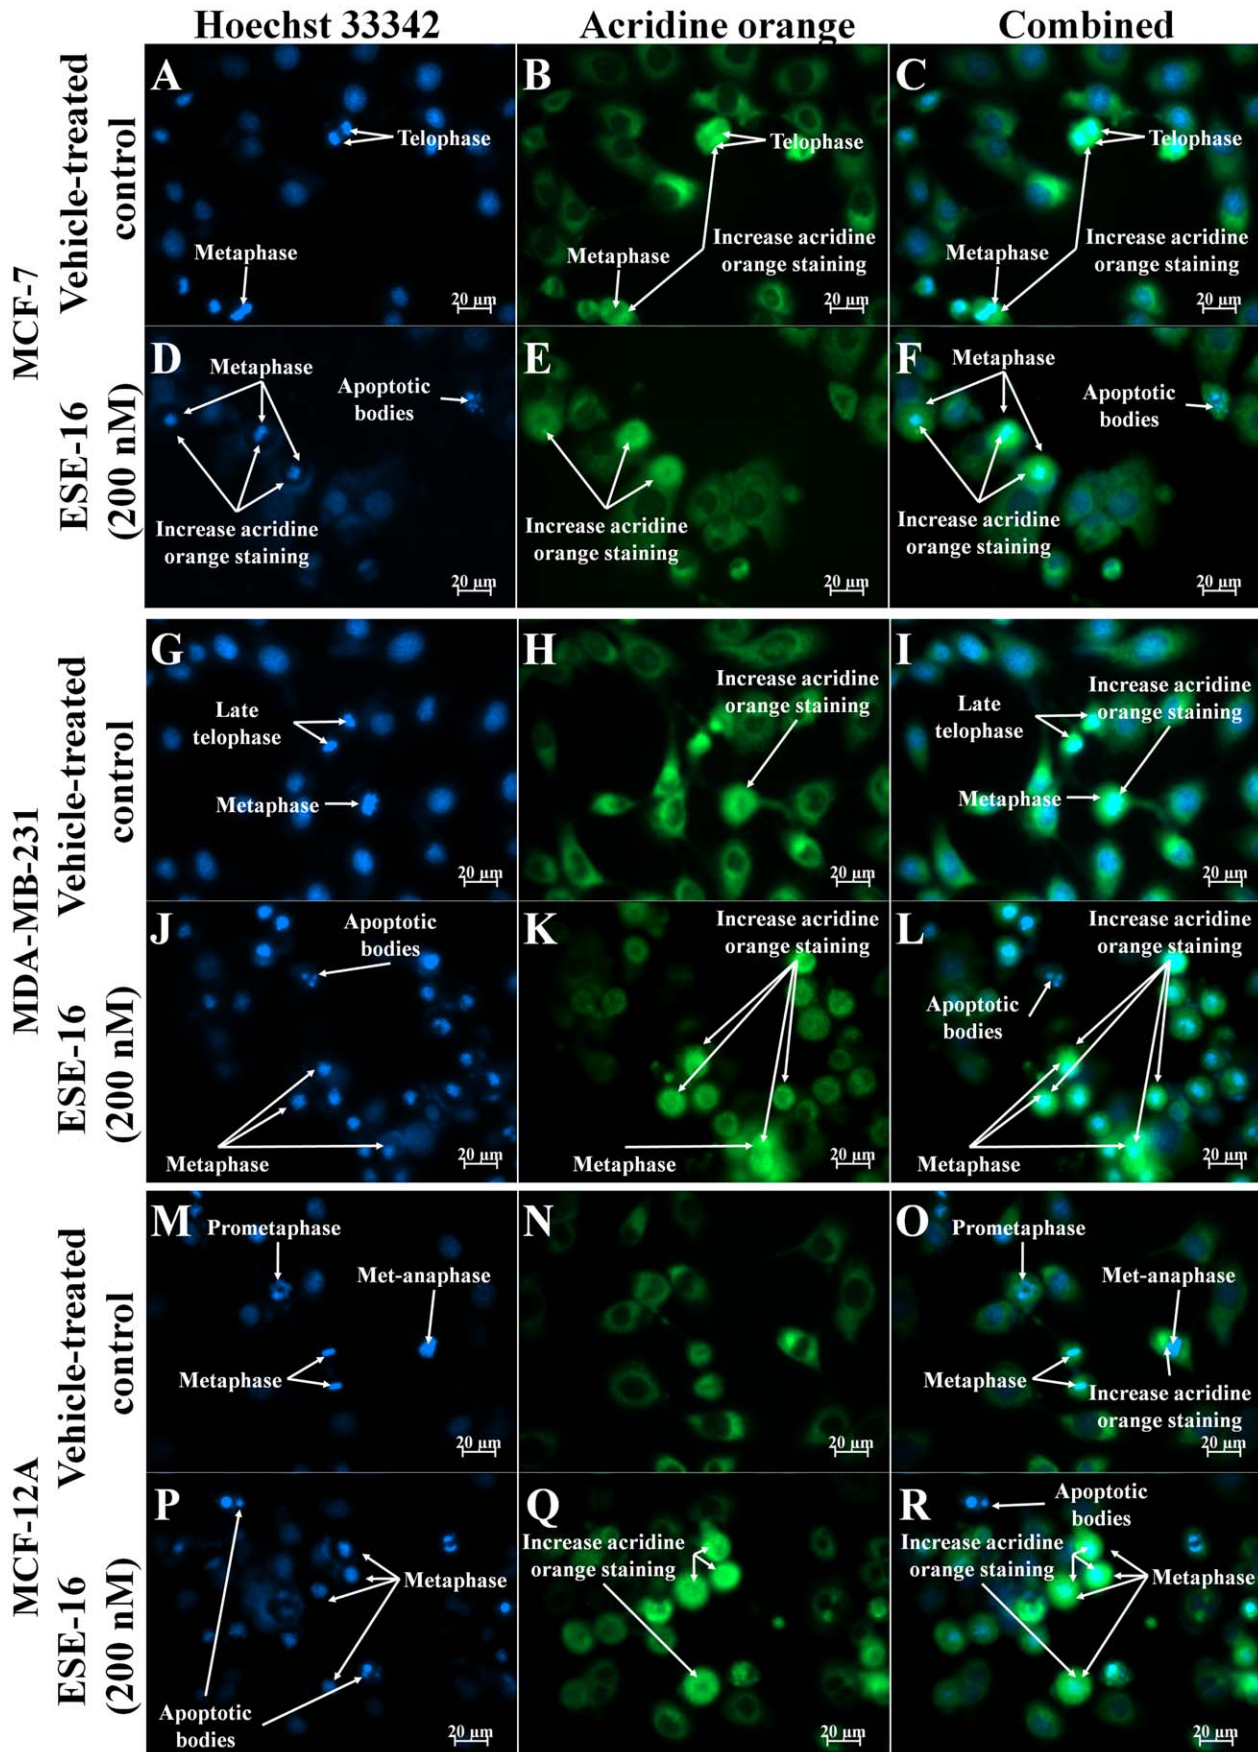 Hoechst 33342
Acridine orange
Combined
MCF-7
Vehicle-treated
control
A
Telophase
Metaphase
20 µm
B
Telophase
Increase acridine
orange staining
Metaphase
20 µm
C
Telophase
Increase acridine
orange staining
Metaphase
20 µm
ESE-16
(200 nM)
D
Metaphase
Apoptotic
bodies
Increase acridine
orange staining
20 µm
E
Increase acridine
orange staining
20 µm
F
Metaphase
Apoptotic
bodies
Increase acridine
orange staining
20 µm
MDA-MB-231
Vehicle-treated
control
G
Late
telophase
Metaphase
20 µm
H
Increase acridine
orange staining
20 µm
I
Late
telophase
Increase acridine
orange staining
Metaphase
20 µm
ESE-16
(200 nM)
J
Apoptotic
bodies
Metaphase
20 µm
K
Increase acridine
orange staining
Metaphase
20 µm
L
Increase acridine
orange staining
Apoptotic
bodies
Metaphase
20 µm
MCF-12A
Vehicle-treated
control
M
Prometaphase
Met-anaphase
Metaphase
20 µm
N
20 µm
O
Prometaphase
Met-anaphase
Metaphase
Increase acridine
orange staining
20 µm
ESE-16
(200 nM)
P
Metaphase
Apoptotic
bodies
20 µm
Q
Increase acridine
orange staining
20 µm
R
Apoptotic
bodies
Increase acridine
orange staining
Metaphase
20 µm